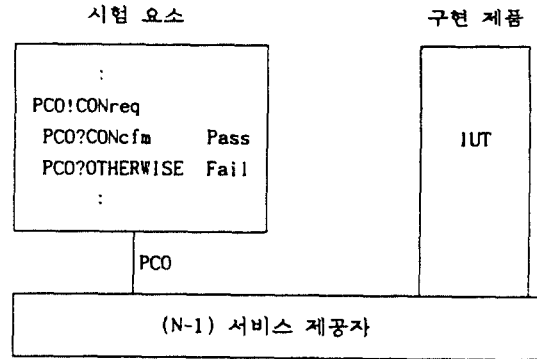 시험 요소
구현 제품
:
PCO!CONreq
PCO?CONcfm Pass
PCO?OTHERWISE Fail
:
IUT
PCO
(N-1) 서비스 제공자